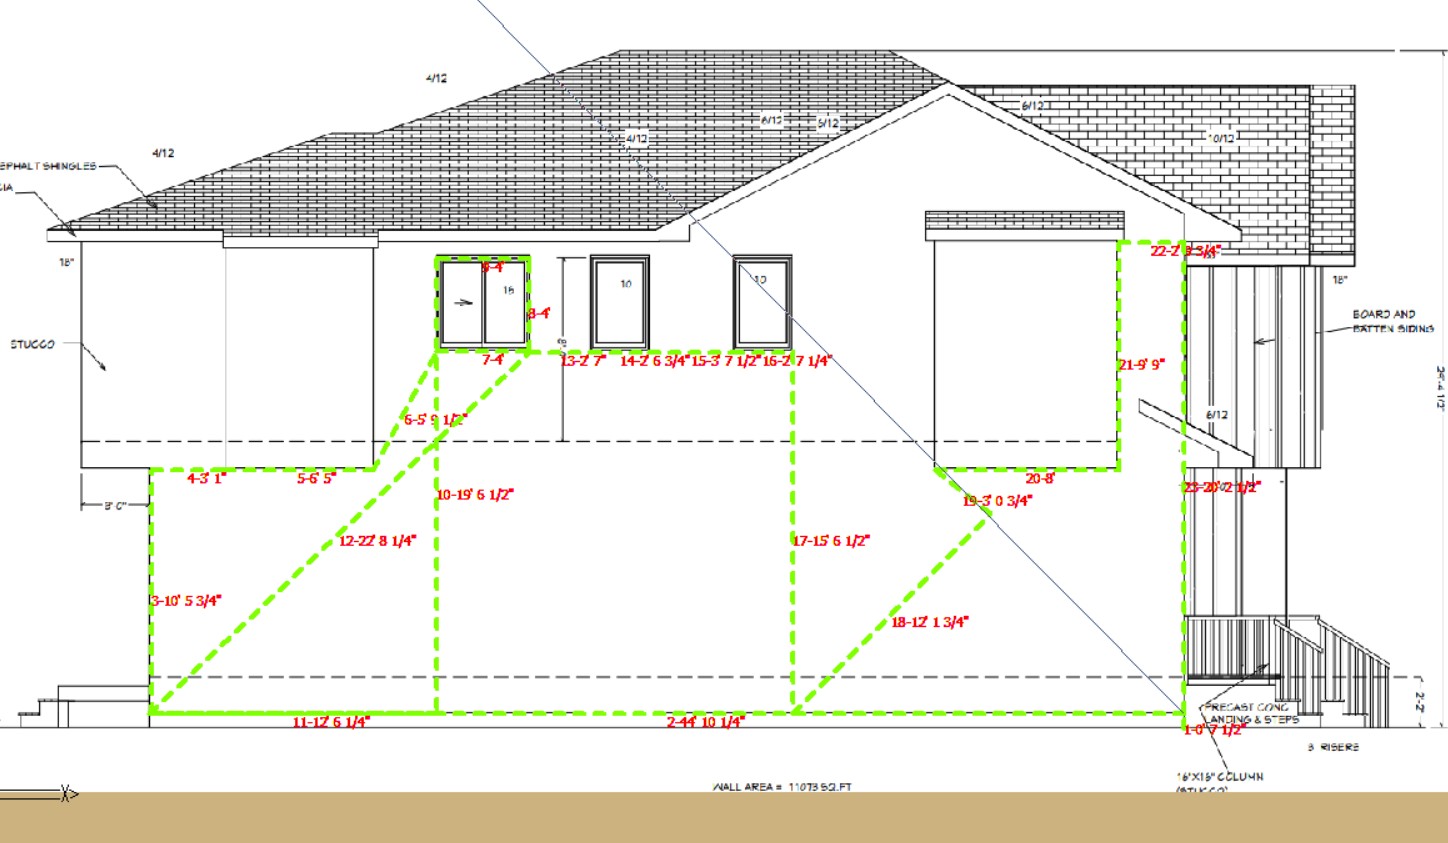 4/12
6/12
6/12
5/12
4/12
10/12
4/12
SPHALT SHINGLES
CIA
22-2' 8 3/4"
18"
9-4'
18"
18
10
10
8-4'
BOARD AND
BATTEN SIDING
STUCCO
7-4'
13-2' 7"
14-2' 6 3/4"
15-3' 7 1/2"
16-2' 7 1/4"
21-9' 9"
24'-4 1/2"
6-5' 9 1/2"
6/12
4-3' 1"
5-6' 5"
20-8'
23-20' 2 1/2"
10-19' 6 1/2"
3'-0"
19-3' 0 3/4"
12-22' 8 1/4"
17-15' 6 1/2"
3-10' 5 3/4"
18-12' 1 3/4"
2'-2"
PRECAST CONC
LANDING & STEPS
11-12' 6 1/4"
2-44' 10 1/4"
1-0' 7 1/2"
3 RISERS
16"X16" COLUMN
(STUCCO)
WALL AREA = 1107.3 SQ.FT
X